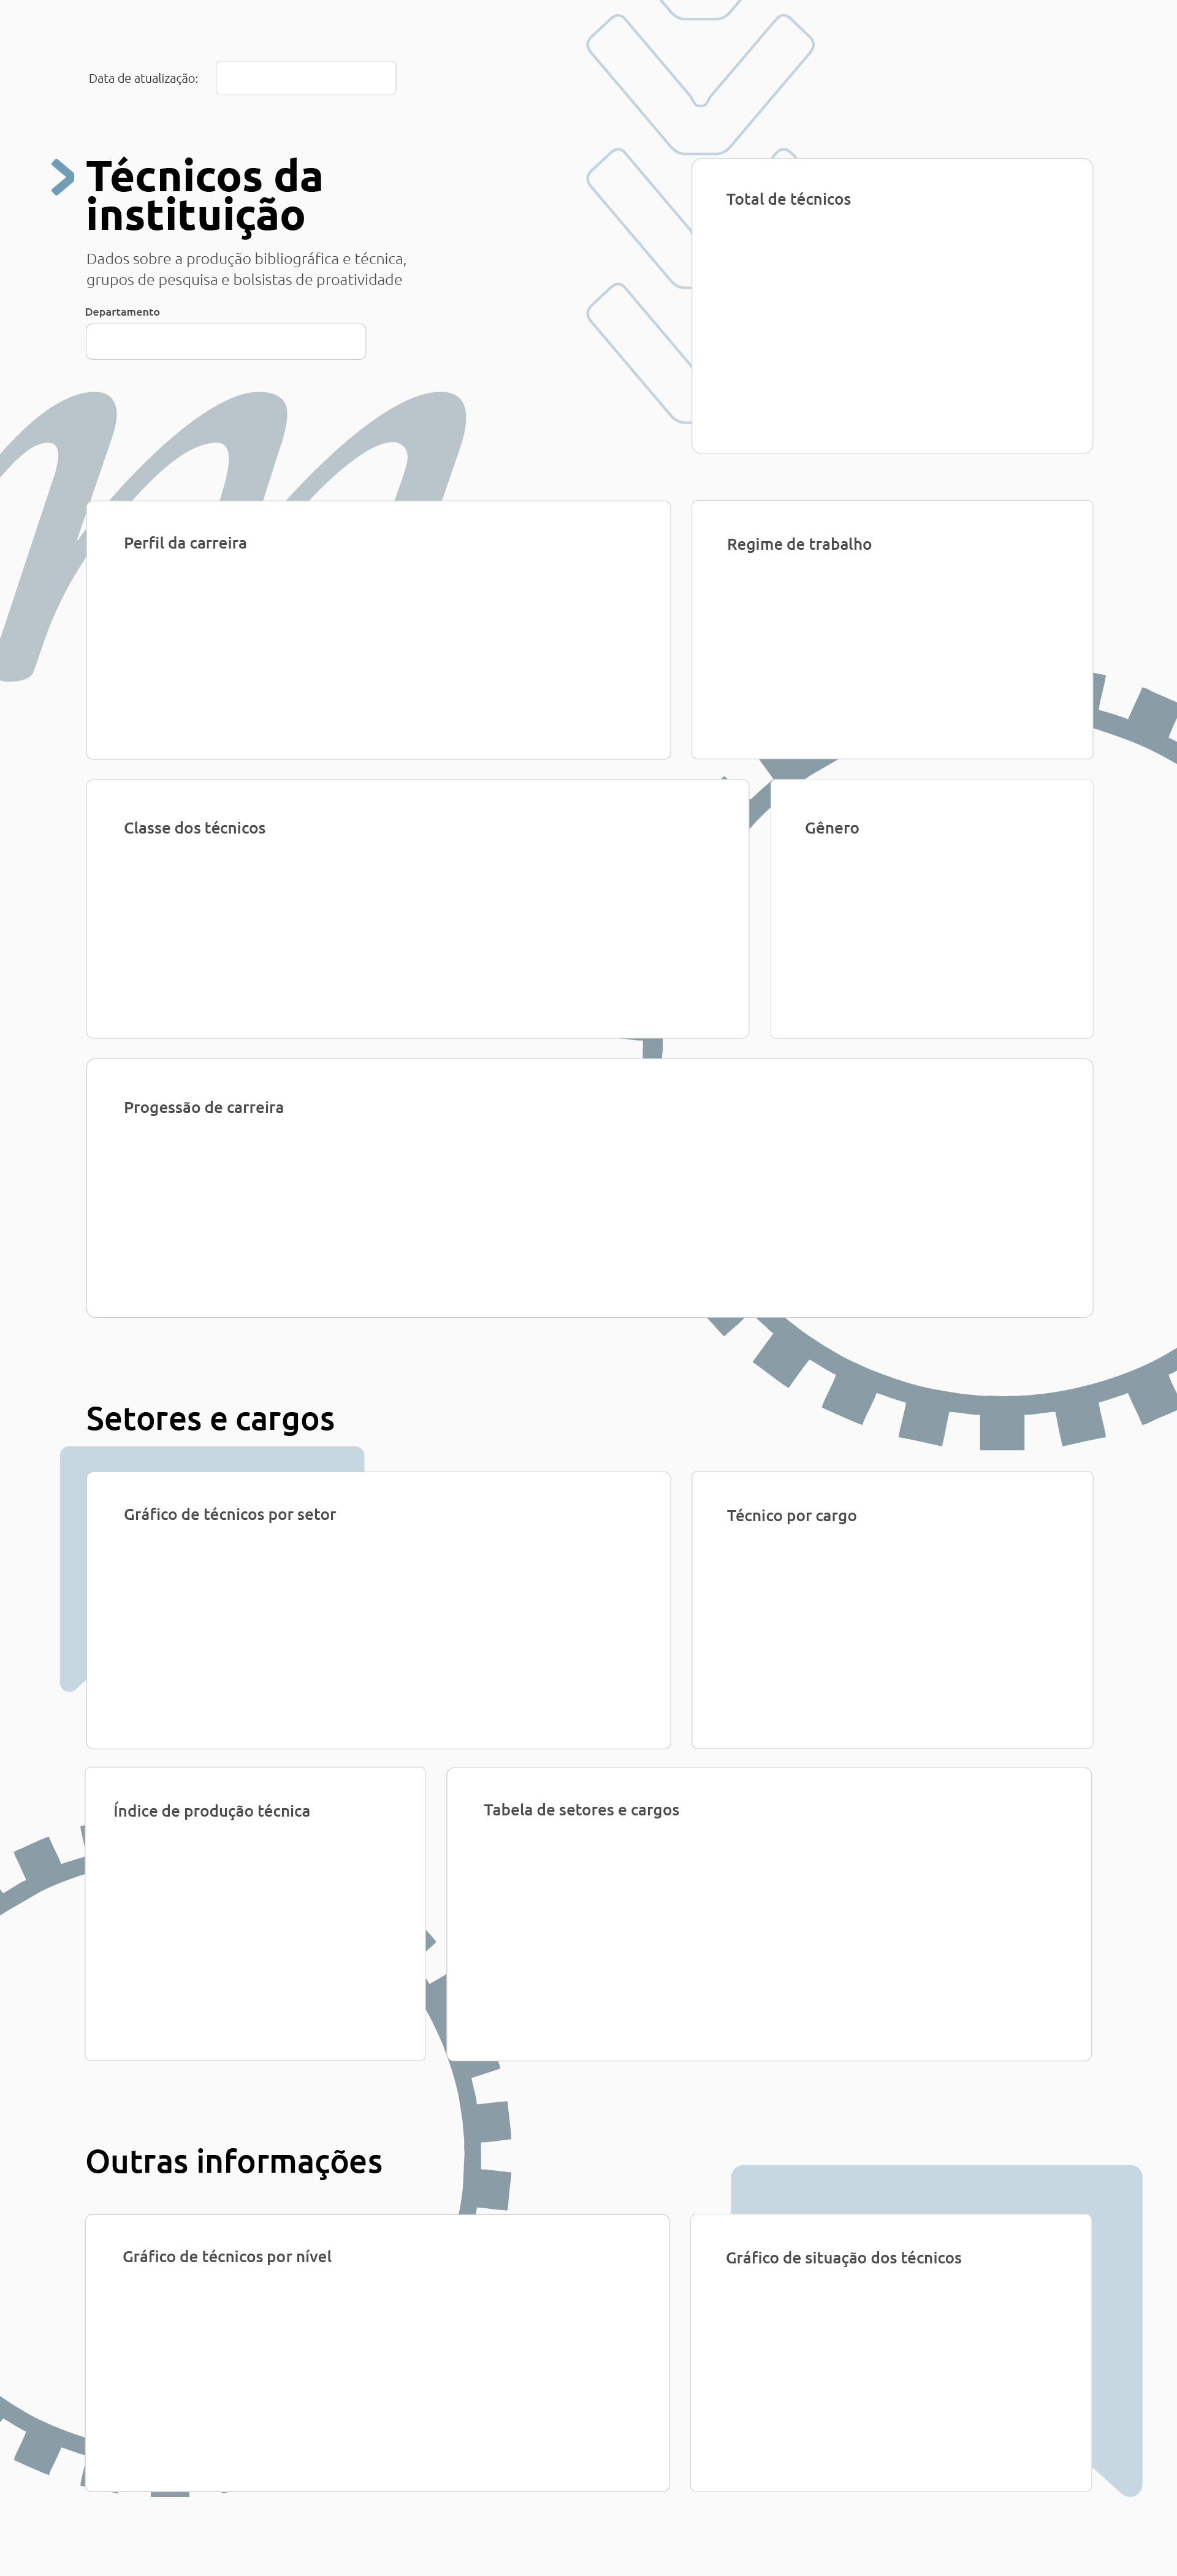 Data de atualização:
Técnicos da
instituição
Dados sobre a produção bibliográfica e técnica,
grupos de pesquisa e bolsistas de proatividade
Departamento
Total de técnicos
Perfil da carreira
Regime de trabalho
Classe dos técnicos
Gênero
Progessão de carreira
Setores e cargos
Gráfico de técnicos por setor
Técnico por cargo
Índice de produção técnica
Tabela de setores e cargos
Outras informações
Gráfico de técnicos por nível
Gráfico de situação dos técnicos